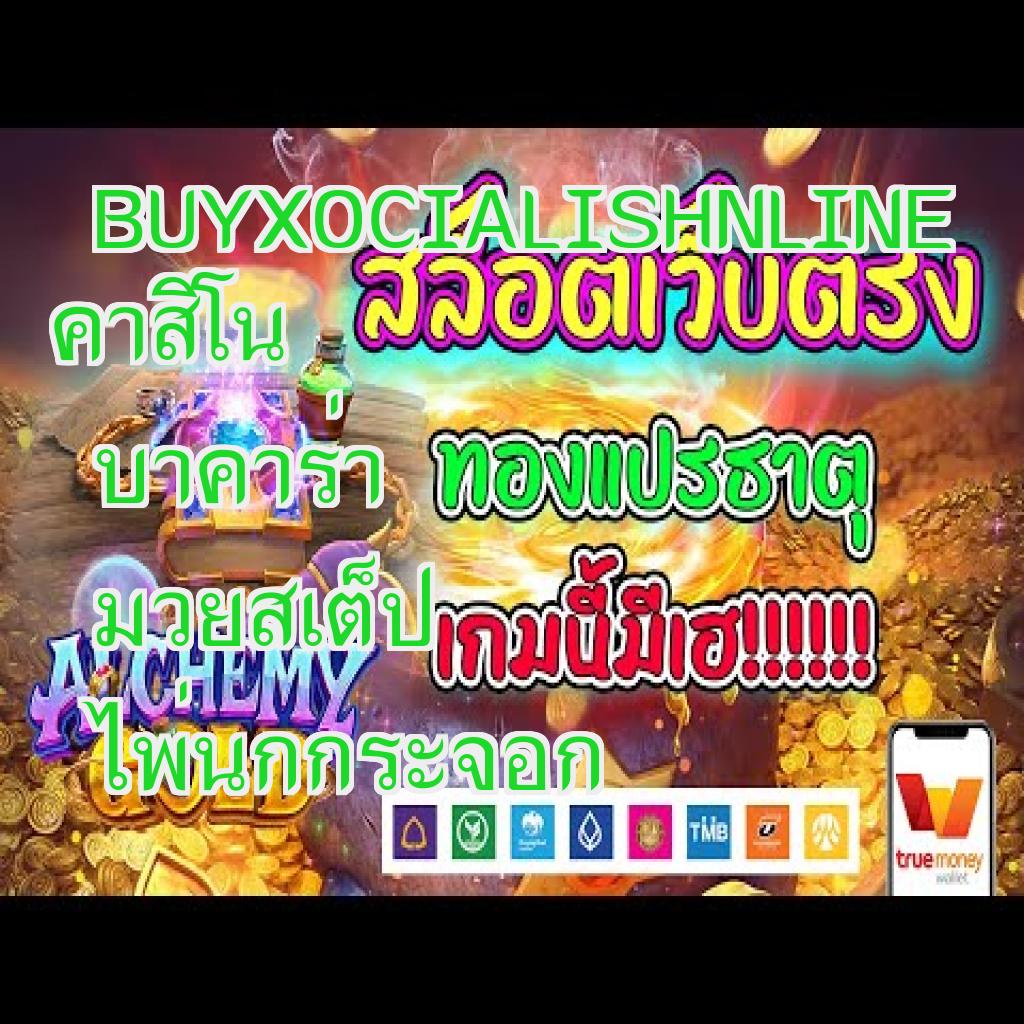 BUYXOCIALISHNLINE
สล็อตเว็บตรง
คาสิโน
บาคาร่า
ทองแปรธาตุ
มวยสเต็ป
เกมนี้มีเฮ!!!!!!
ALCHEMY
GOLD
ไพ่นกกระจอก
TMB
true money
wallet